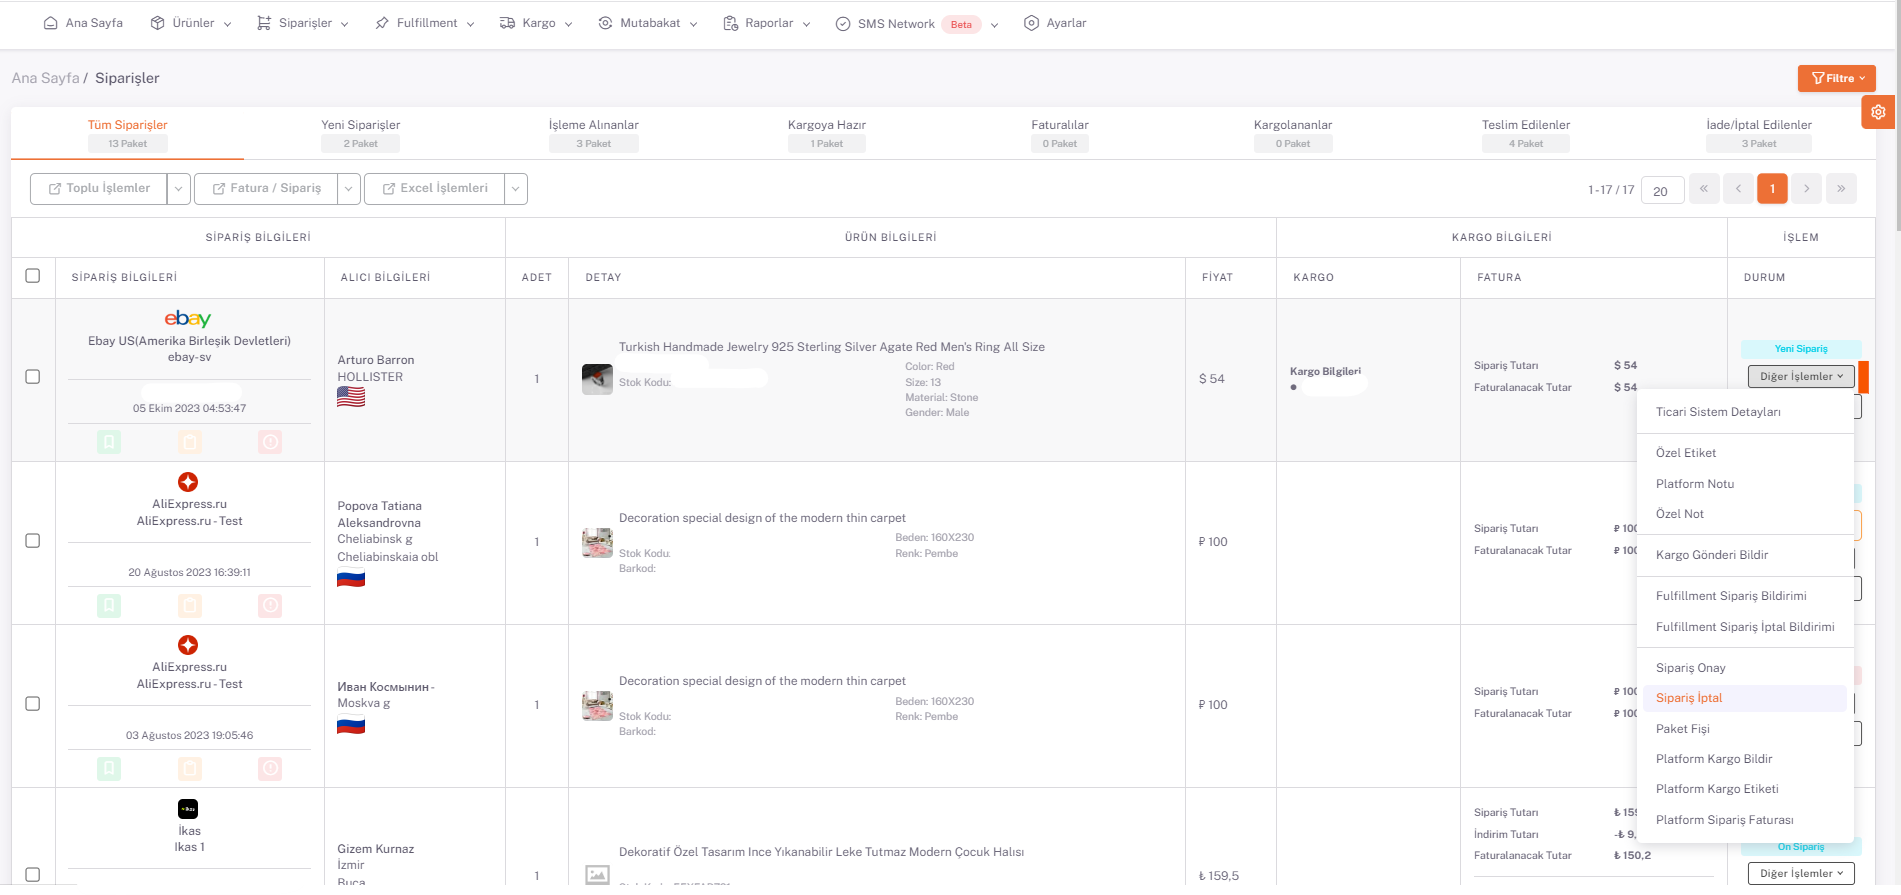 Ana Sayfa
Ürünler
Siparişler
Fulfillment
Kargo
Mutabakat
Raporlar
SMS Network Beta
Ayarlar
Ana Sayfa / Siparişler
Filtre
Tüm Siparişler
13 Paket
Yeni Siparişler
2 Paket
İşleme Alınanlar
3 Paket
Kargoya Hazır
1 Paket
Faturalılar
0 Paket
Kargolananlar
0 Paket
Teslim Edilenler
4 Paket
İade/İptal Edilenler
3 Paket
Toplu İşlemler
Fatura / Sipariş
Excel İşlemleri
1 - 17 / 17
20
«
‹
1
›
»
SİPARİŞ BİLGİLERİ
ÜRÜN BİLGİLERİ
KARGO BİLGİLERİ
İŞLEM
SİPARİŞ BİLGİLERİ
ALICI BİLGİLERİ
ADET
DETAY
FİYAT
KARGO
FATURA
DURUM
ebay
Ebay US(Amerika Birleşik Devletleri)
ebay-sv
05 Ekim 2023 04:53:47
Arturo Barron
HOLLISTER
1
Turkish Handmade Jewelry 925 Sterling Silver Agate Red Men's Ring All Size
Stok Kodu:
Color: Red
Size: 13
Material: Stone
Gender: Male
$ 54
Kargo Bilgileri
Sipariş Tutarı $ 54
Faturalanacak Tutar $ 54
Yeni Sipariş
Diğer İşlemler
Ticari Sistem Detayları
Özel Etiket
Platform Notu
Özel Not
Kargo Gönderi Bildir
Fulfillment Sipariş Bildirimi
Fulfillment Sipariş İptal Bildirimi
Sipariş Onay
Sipariş İptal
Paket Fişi
Platform Kargo Bildir
Platform Kargo Etiketi
Platform Sipariş Faturası
AliExpress.ru
AliExpress.ru - Test
20 Ağustos 2023 16:39:11
Popova Tatiana
Aleksandrovna
Cheliabinsk g
Cheliabinskaia obl
1
Decoration special design of the modern thin carpet
Stok Kodu:
Barkod:
Beden: 160X230
Renk: Pembe
₽ 100
Sipariş Tutarı ₽ 100
Faturalanacak Tutar ₽ 100
AliExpress.ru
AliExpress.ru - Test
03 Ağustos 2023 19:05:46
Иван Космынин -
Moskva g
1
Decoration special design of the modern thin carpet
Stok Kodu:
Barkod:
Beden: 160X230
Renk: Pembe
₽ 100
Sipariş Tutarı ₽ 100
Faturalanacak Tutar ₽ 100
İkas
Ikas 1
Gizem Kurnaz
İzmir
Buca
1
Dekoratif Özel Tasarım Ince Yıkanabilir Leke Tutmaz Modern Çocuk Halısı
₺ 159,5
Sipariş Tutarı ₺ 159
İndirim Tutarı -₺ 9,
Faturalanacak Tutar ₺ 150,2
Ön Sipariş
Diğer İşlemler